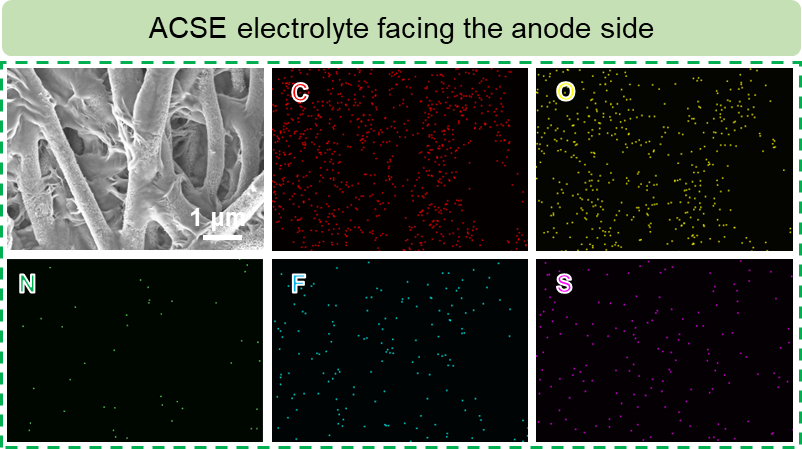 ACSE electrolyte facing the anode side
C
O
1 μm
N
F
S